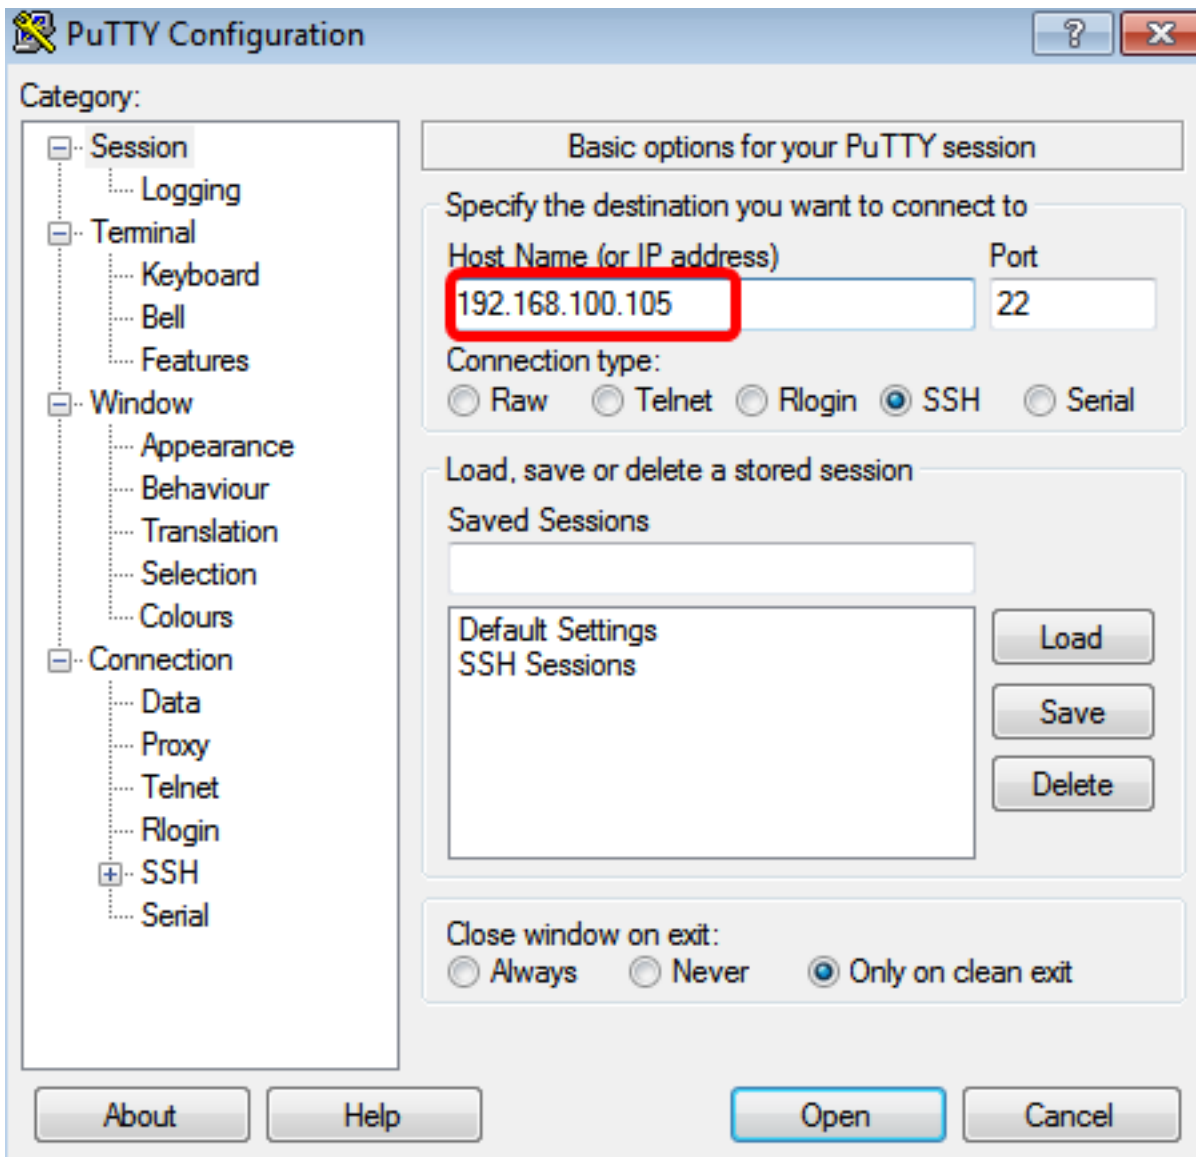 PuTTY Configuration
Category:
Session
Logging
Terminal
Keyboard
Bell
Features
Window
Appearance
Behaviour
Translation
Selection
Colours
Connection
Data
Proxy
Telnet
Rlogin
SSH
Serial
Basic options for your PuTTY session
Specify the destination you want to connect to
Host Name (or IP address) Port
192.168.100.105 22
Connection type:
Raw Telnet Rlogin SSH Serial
Load, save or delete a stored session
Saved Sessions
Default Settings
SSH Sessions
Load
Save
Delete
Close window on exit:
Always Never Only on clean exit
About Help Open Cancel